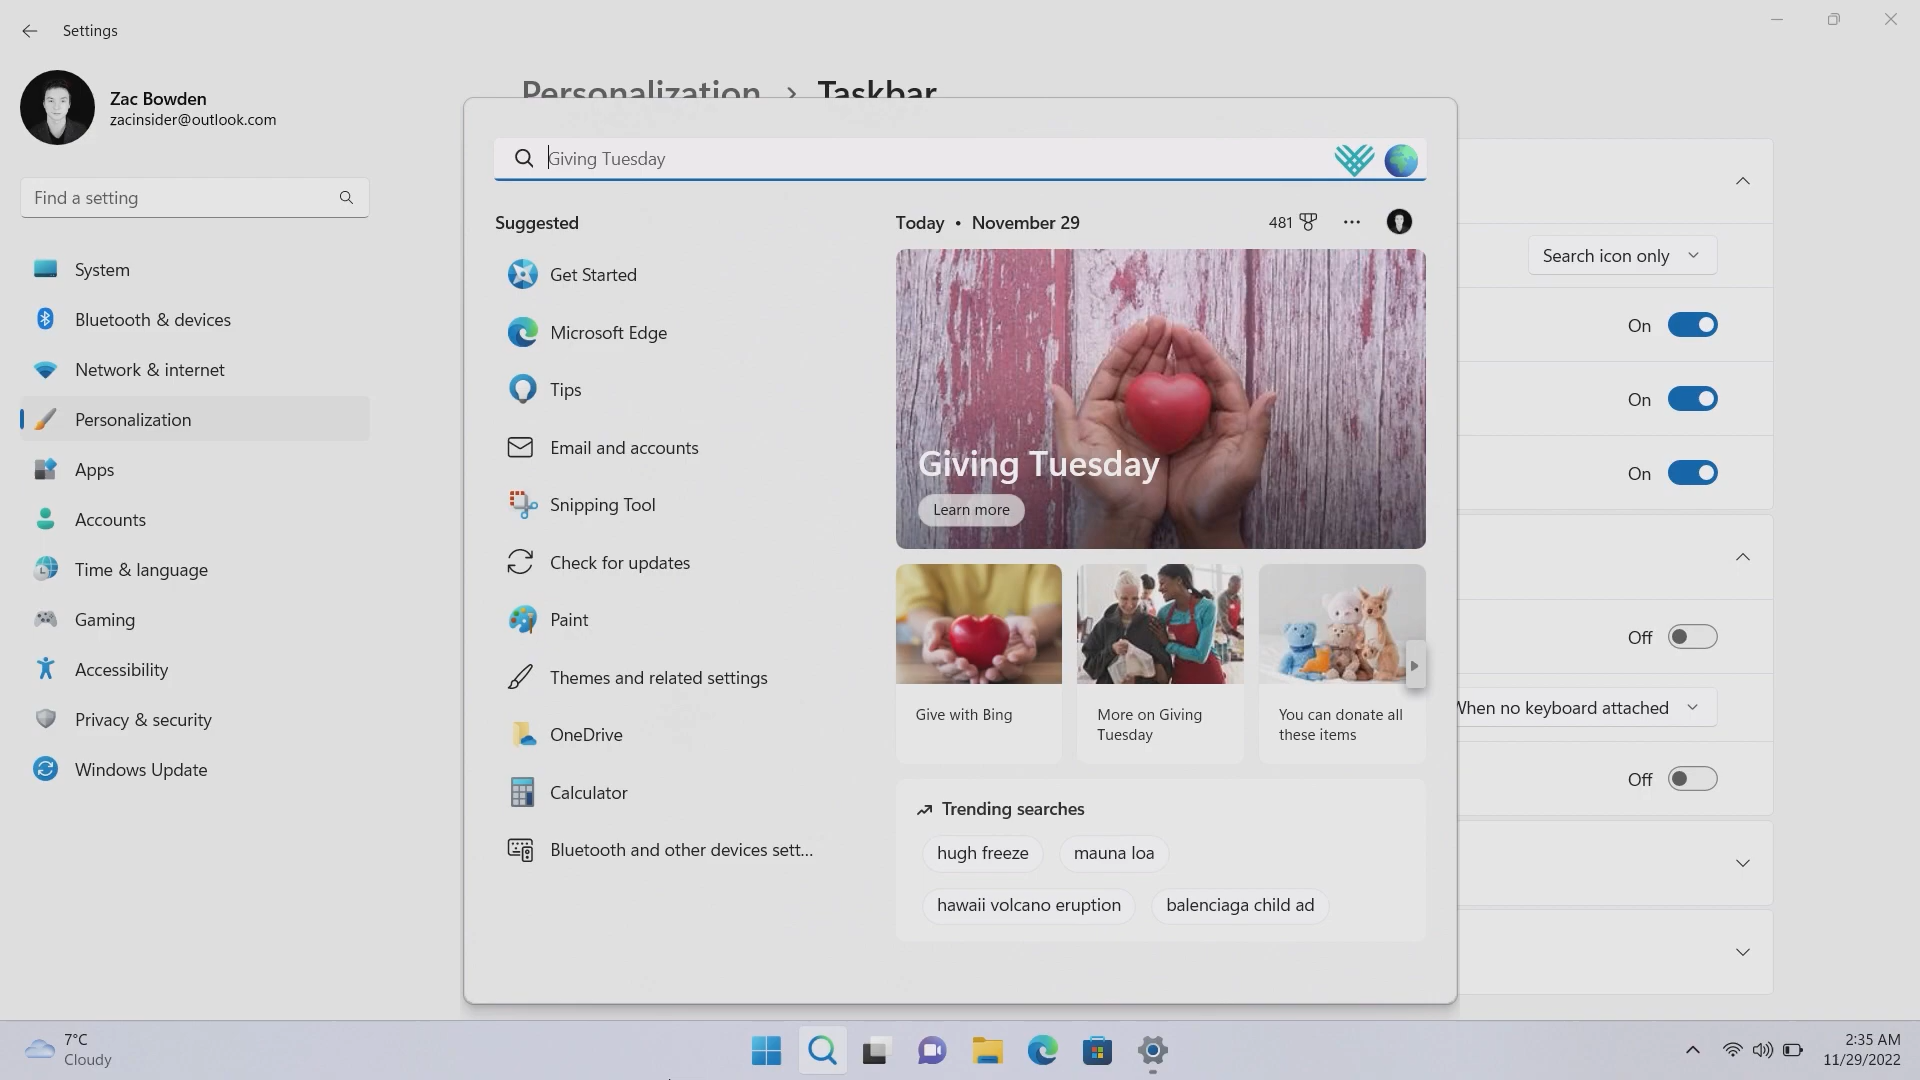 Settings
Zac Bowden
zacinsider@outlook.com
Find a setting
System
Bluetooth & devices
Network & internet
Personalization
Apps
Accounts
Time & language
Gaming
Accessibility
Privacy & security
Windows Update
Personalization > Taskbar
Giving Tuesday
Suggested
Get Started
Microsoft Edge
Tips
Email and accounts
Snipping Tool
Check for updates
Paint
Themes and related settings
OneDrive
Calculator
Bluetooth and other devices sett...
Today • November 29
481
Giving Tuesday
Learn more
Give with Bing
More on Giving
Tuesday
You can donate all
these items
Trending searches
hugh freeze
mauna loa
hawaii volcano eruption
balenciaga child ad
Search icon only
On
On
On
Off
When no keyboard attached
Off
7°C
Cloudy
2:35 AM
11/29/2022